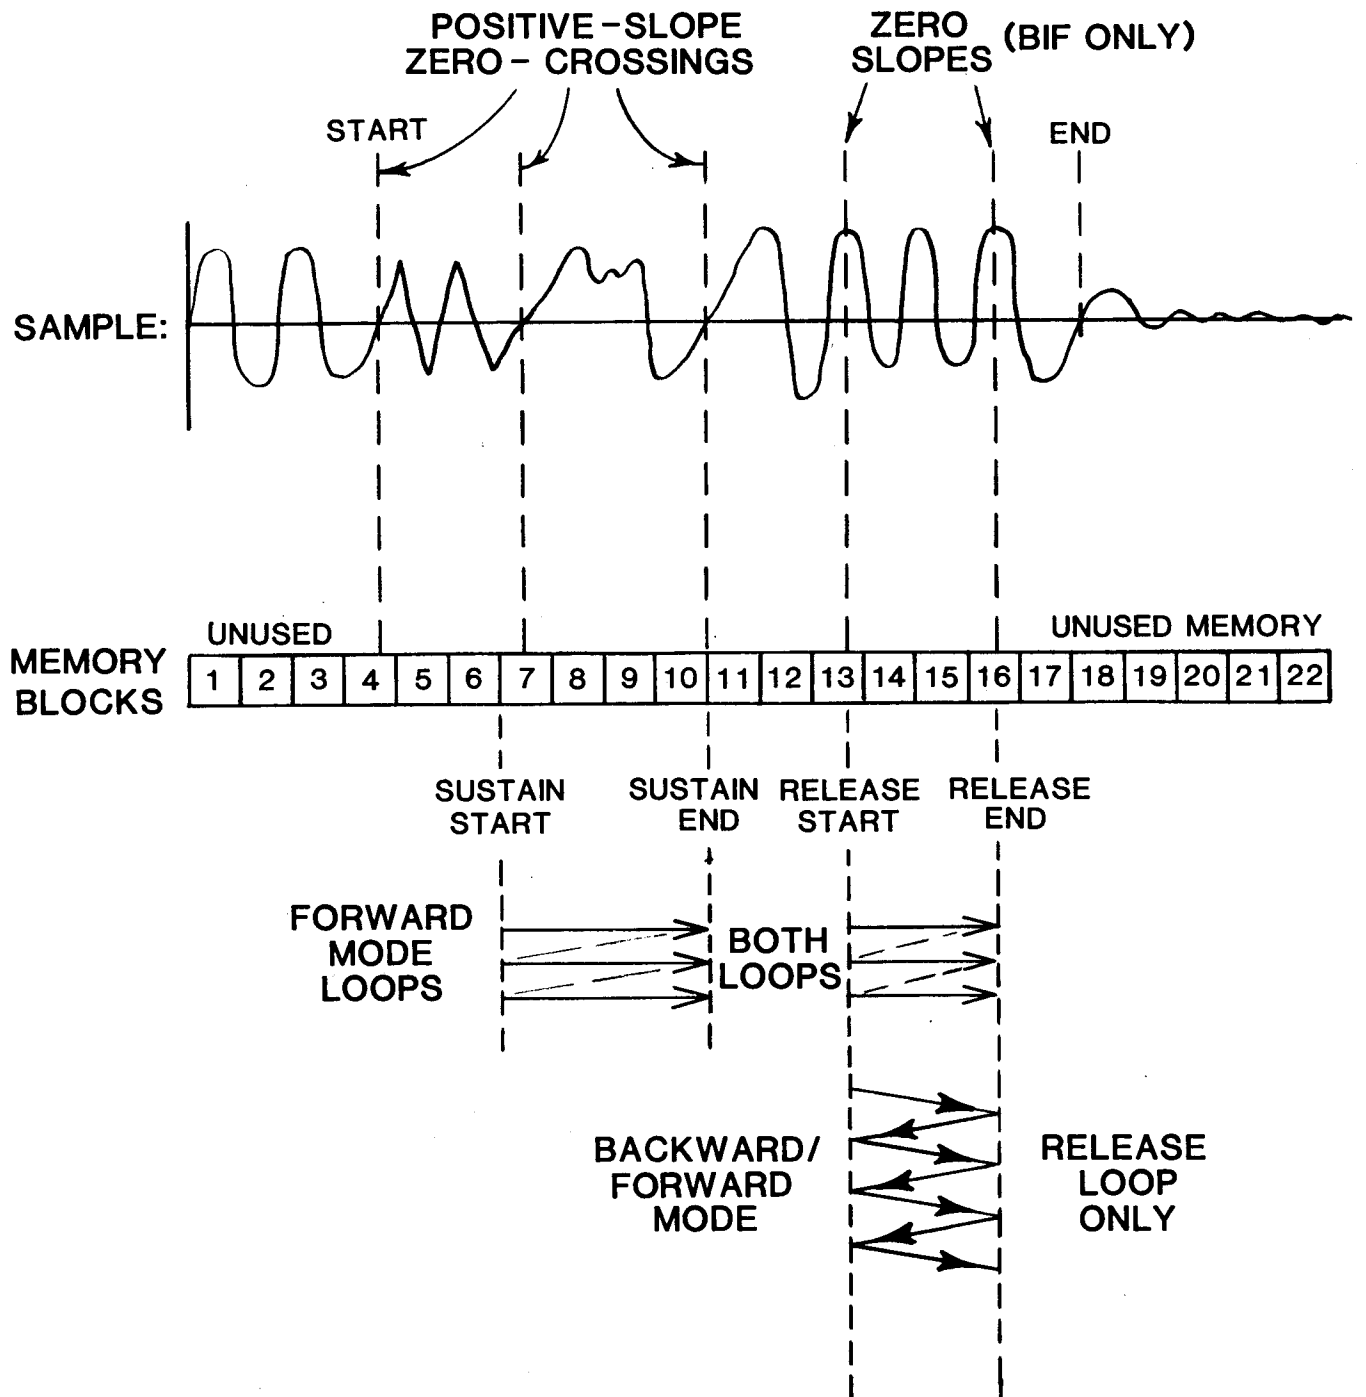 POSITIVE-SLOPE
ZERO-CROSSINGS
ZERO
SLOPES
(BIF ONLY)
START
END
SAMPLE:
UNUSED
UNUSED MEMORY
MEMORY
BLOCKS
1 2 3 4 5 6 7 8 9 10 11 12 13 14 15 16 17 18 19 20 21 22
SUSTAIN
START
SUSTAIN
END
RELEASE
START
RELEASE
END
FORWARD
MODE
LOOPS
BOTH
LOOPS
BACKWARD/
FORWARD
MODE
RELEASE
LOOP
ONLY